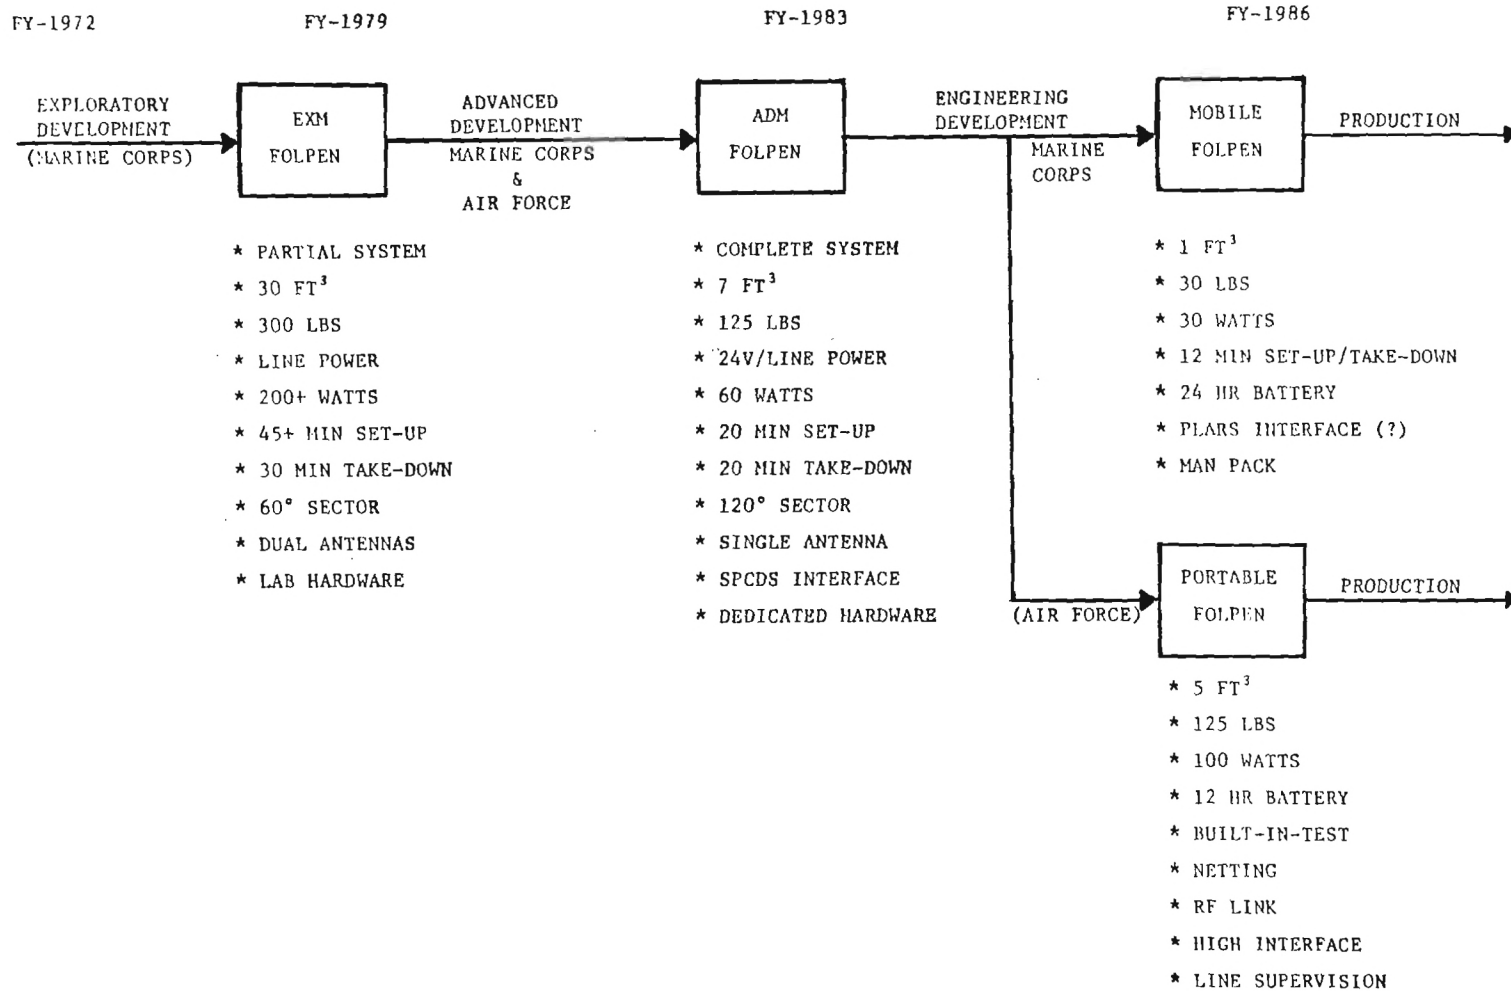 FY-1972
FY-1979
FY-1983
FY-1986
EXPLORATORY
DEVELOPMENT
(MARINE CORPS)
EXM
FOLPEN
ADVANCED
DEVELOPMENT
MARINE CORPS
&
AIR FORCE
ADM
FOLPEN
ENGINEERING
DEVELOPMENT
MARINE
CORPS
MOBILE
FOLPEN
PRODUCTION
* PARTIAL SYSTEM
* 30 FT³
* 300 LBS
* LINE POWER
* 200+ WATTS
* 45+ MIN SET-UP
* 30 MIN TAKE-DOWN
* 60° SECTOR
* DUAL ANTENNAS
* LAB HARDWARE
* COMPLETE SYSTEM
* 7 FT³
* 125 LBS
* 24V/LINE POWER
* 60 WATTS
* 20 MIN SET-UP
* 20 MIN TAKE-DOWN
* 120° SECTOR
* SINGLE ANTENNA
* SPCDS INTERFACE
* DEDICATED HARDWARE
* 1 FT³
* 30 LBS
* 30 WATTS
* 12 MIN SET-UP/TAKE-DOWN
* 24 HR BATTERY
* PLARS INTERFACE (?)
* MAN PACK
(AIR FORCE)
PORTABLE
FOLPEN
PRODUCTION
* 5 FT³
* 125 LBS
* 100 WATTS
* 12 HR BATTERY
* BUILT-IN-TEST
* NETTING
* RF LINK
* HIGH INTERFACE
* LINE SUPERVISION